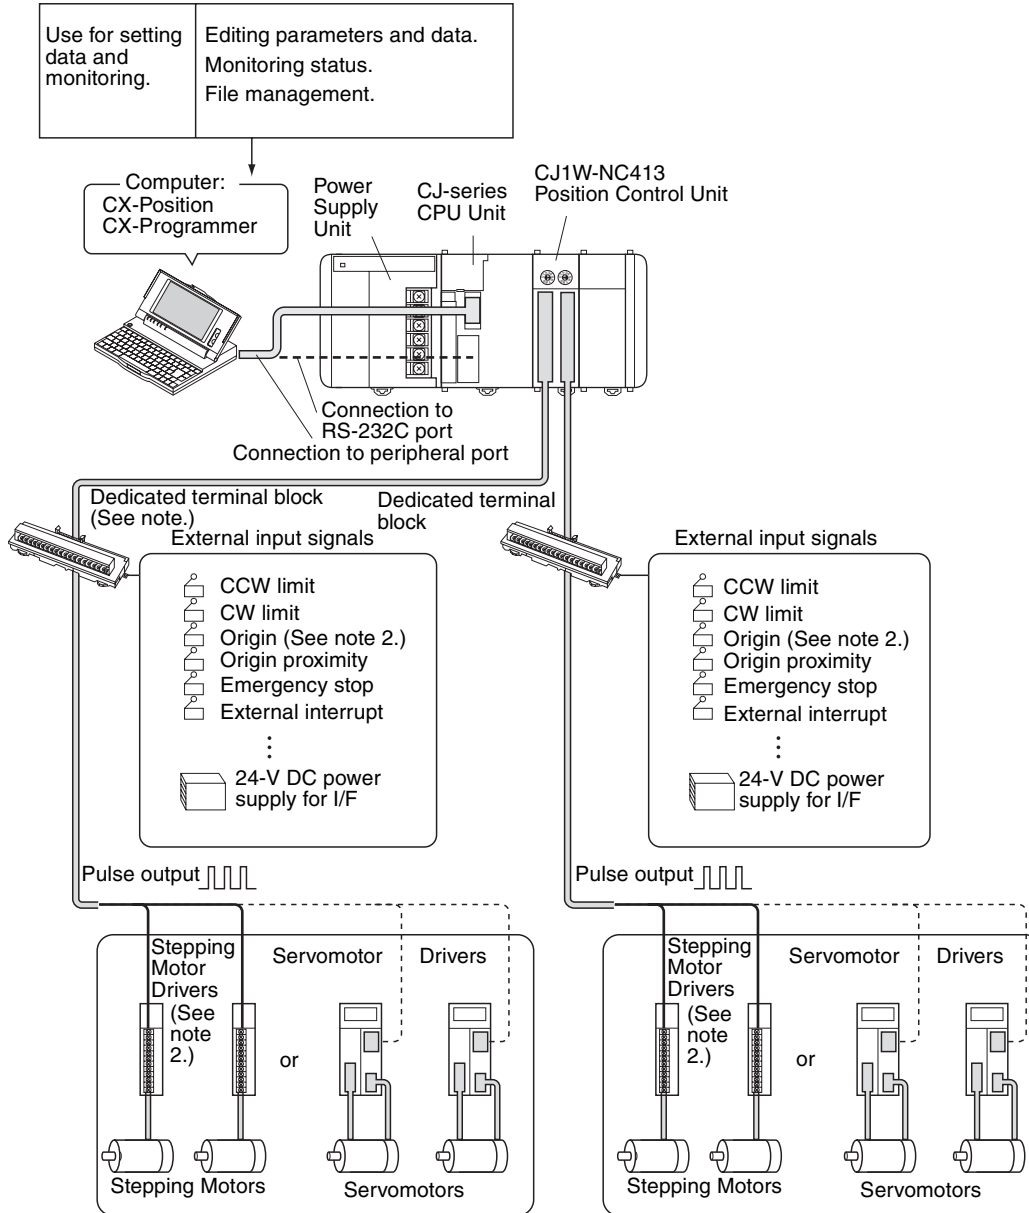 Use for setting
data and
monitoring.
Editing parameters and data.
Monitoring status.
File management.
Computer:
CX-Position
CX-Programmer
Power
Supply
Unit
CJ-series
CPU Unit
CJ1W-NC413
Position Control Unit
Connection to
RS-232C port
Connection to peripheral port
Dedicated terminal block
(See note.)
Dedicated terminal
block
External input signals
CCW limit
CW limit
Origin (See note 2.)
Origin proximity
Emergency stop
External interrupt
24-V DC power
supply for I/F
External input signals
CCW limit
CW limit
Origin (See note 2.)
Origin proximity
Emergency stop
External interrupt
24-V DC power
supply for I/F
Pulse output
Stepping
Motor
Drivers
(See
note
2.)
or
Servomotor
Drivers
Stepping Motors
Servomotors
Pulse output
Stepping
Motor
Drivers
(See
note
2.)
or
Servomotor
Drivers
Stepping Motors
Servomotors